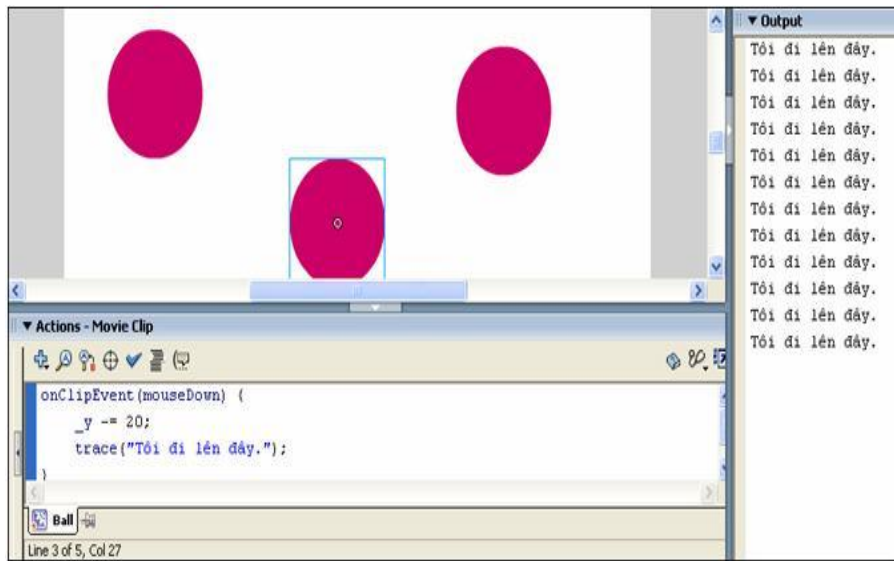 Output
Tôi đi lên đây.
Tôi đi lên đây.
Tôi đi lên đây.
Tôi đi lên đây.
Tôi đi lên đây.
Tôi đi lên đây.
Tôi đi lên đây.
Tôi đi lên đây.
Tôi đi lên đây.
Tôi đi lên đây.
Tôi đi lên đây.
Tôi đi lên đây.
Actions - Movie Clip
onClipEvent(mouseDown) {
_y -= 20;
trace("Tôi đi lên đây.");
}
Ball
Line 3 of 5, Col 27